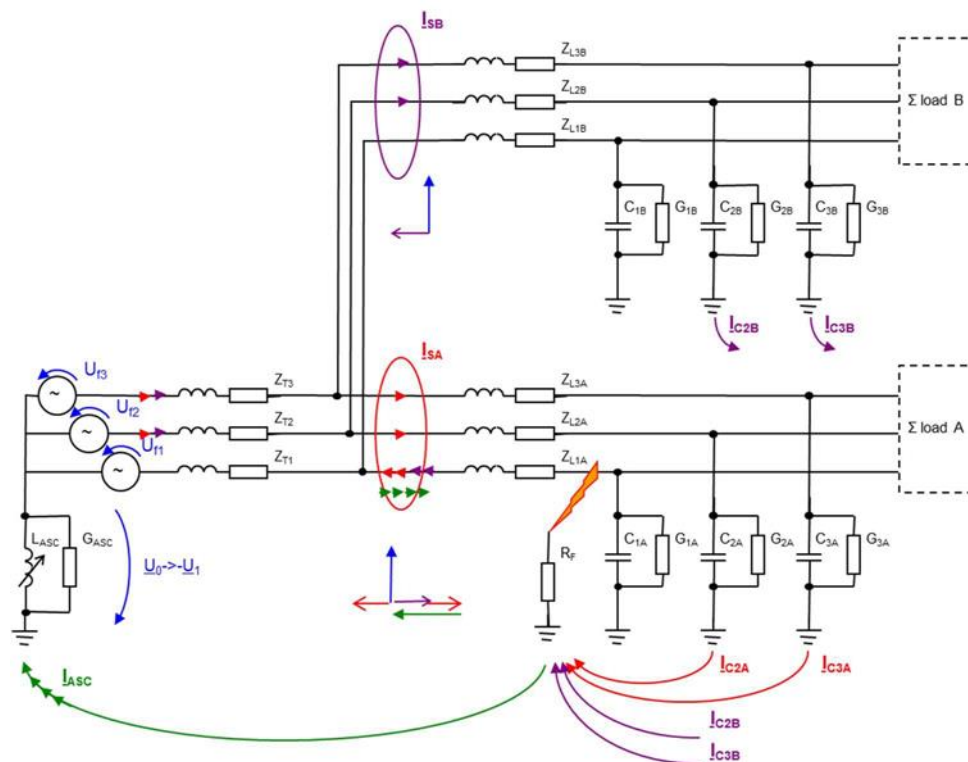 I_SB
Z_L3B
Z_L2B
Σ load B
Z_L1B
C_1B G_1B C_2B G_2B C_3B G_3B
I_C2B I_C3B
I_SA
U_f3 ~ Z_T3 Z_L3A
U_f2 ~ Z_T2 Z_L2A
Σ load A
U_f1 ~ Z_T1 Z_L1A
L_ASC G_ASC R_F C_1A G_1A C_2A G_2A C_3A G_3A
U_0->-U_1
I_ASC I_C2A I_C3A
I_C2B
I_C3B